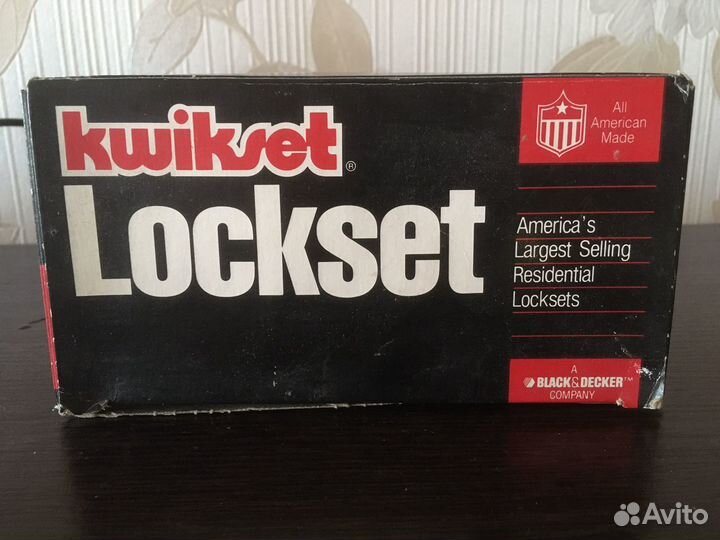 kwikset®
Lockset
All
American
Made
America's
Largest Selling
Residential
Locksets
A
BLACK & DECKER™
COMPANY
Avito